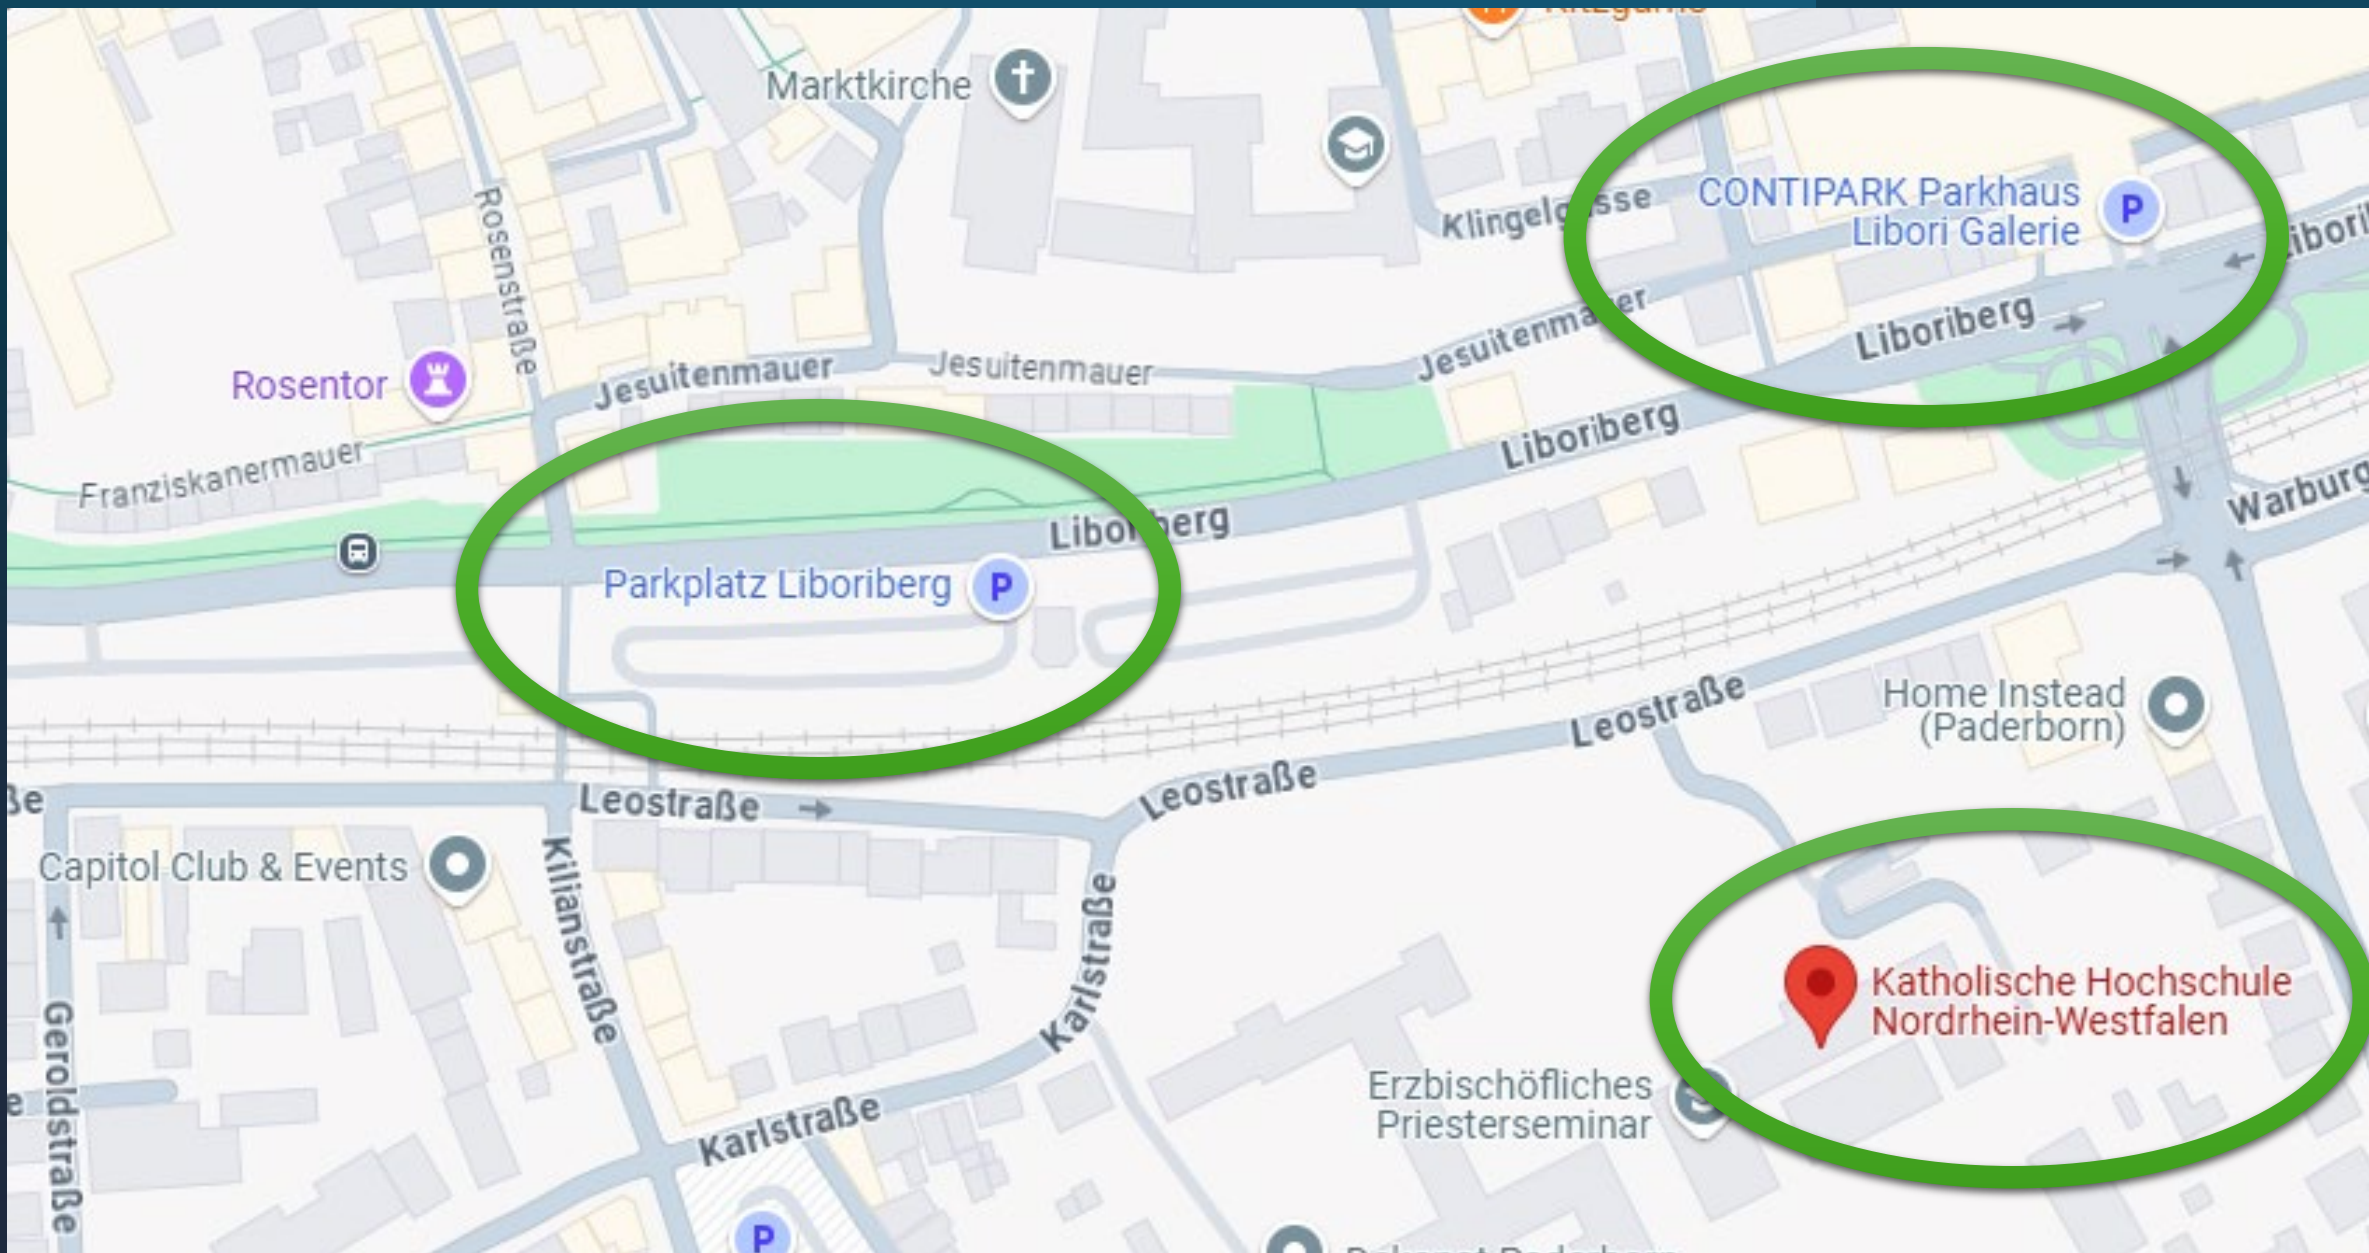 Marktkirche
Rosenstraße
Klingelgasse
CONTIPARK Parkhaus
Libori Galerie
P
Liboriberg
Jesuitenmauer
Rosentor
Jesuitenmauer
Jesuitenmauer
Franziskanermauer
Liboriberg
Liboriberg
Warburg
Parkplatz Liboriberg
P
Leostraße
Home Instead
(Paderborn)
Leostraße
Leostraße
ße
Capitol Club & Events
Kilianstraße
Karlstraße
Katholische Hochschule
Nordrhein-Westfalen
Geroldstraße
Erzbischöfliches
Priesterseminar
Karlstraße
e
P